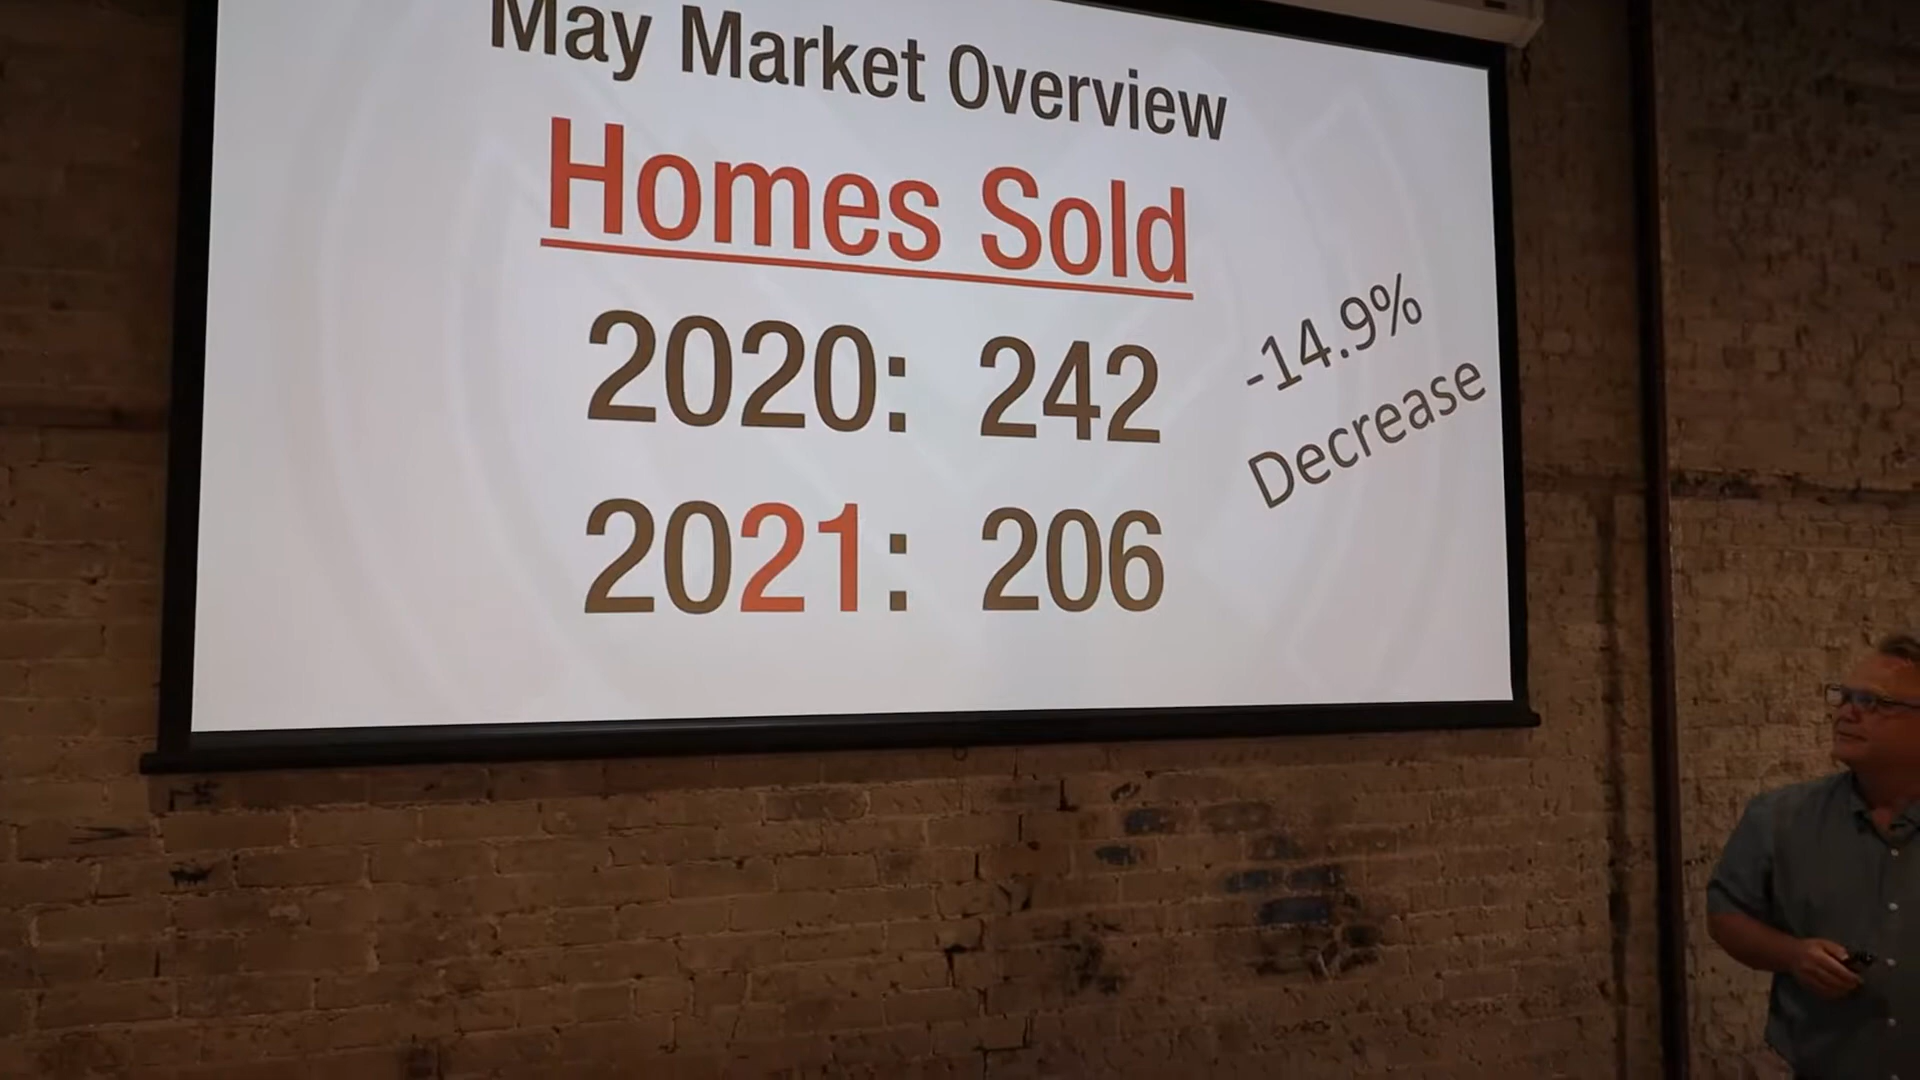 May Market Overview
Homes Sold
2020: 242
2021: 206
-14.9%
Decrease